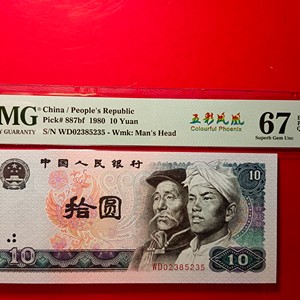 MG
China / People's Republic
Pick# 887bf 1980 10 Yuan
Y GUARANTY
S/N WD02385235 - Wmk: Man's Head
五彩凤凰
Colourful Phoenix
67
Superb Gem Unc
中国人民银行
10
拾圆
10
WD02385235
10